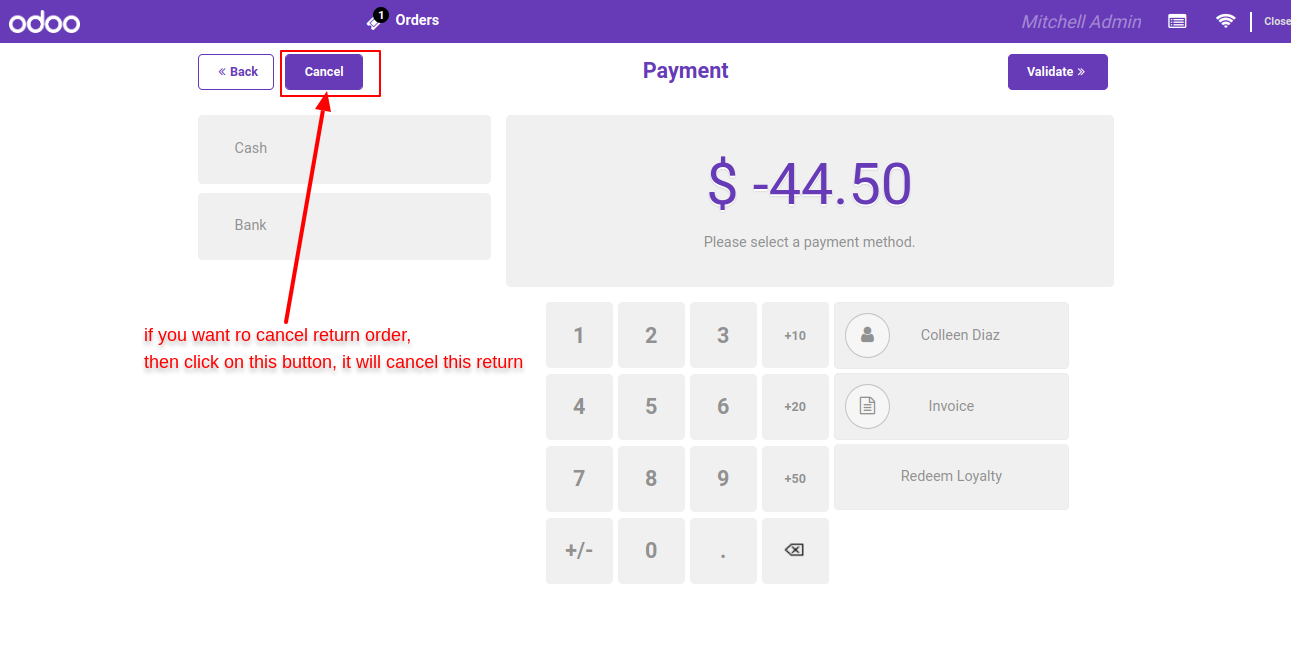 odoo
1 Orders
Mitchell Admin
Close
« Back
Cancel
Payment
Validate »
Cash
Bank
$ -44.50
Please select a payment method.
if you want ro cancel return order,
then click on this button, it will cancel this return
1 2 3 +10
Colleen Diaz
4 5 6 +20
Invoice
7 8 9 +50
Redeem Loyalty
+/- 0 .